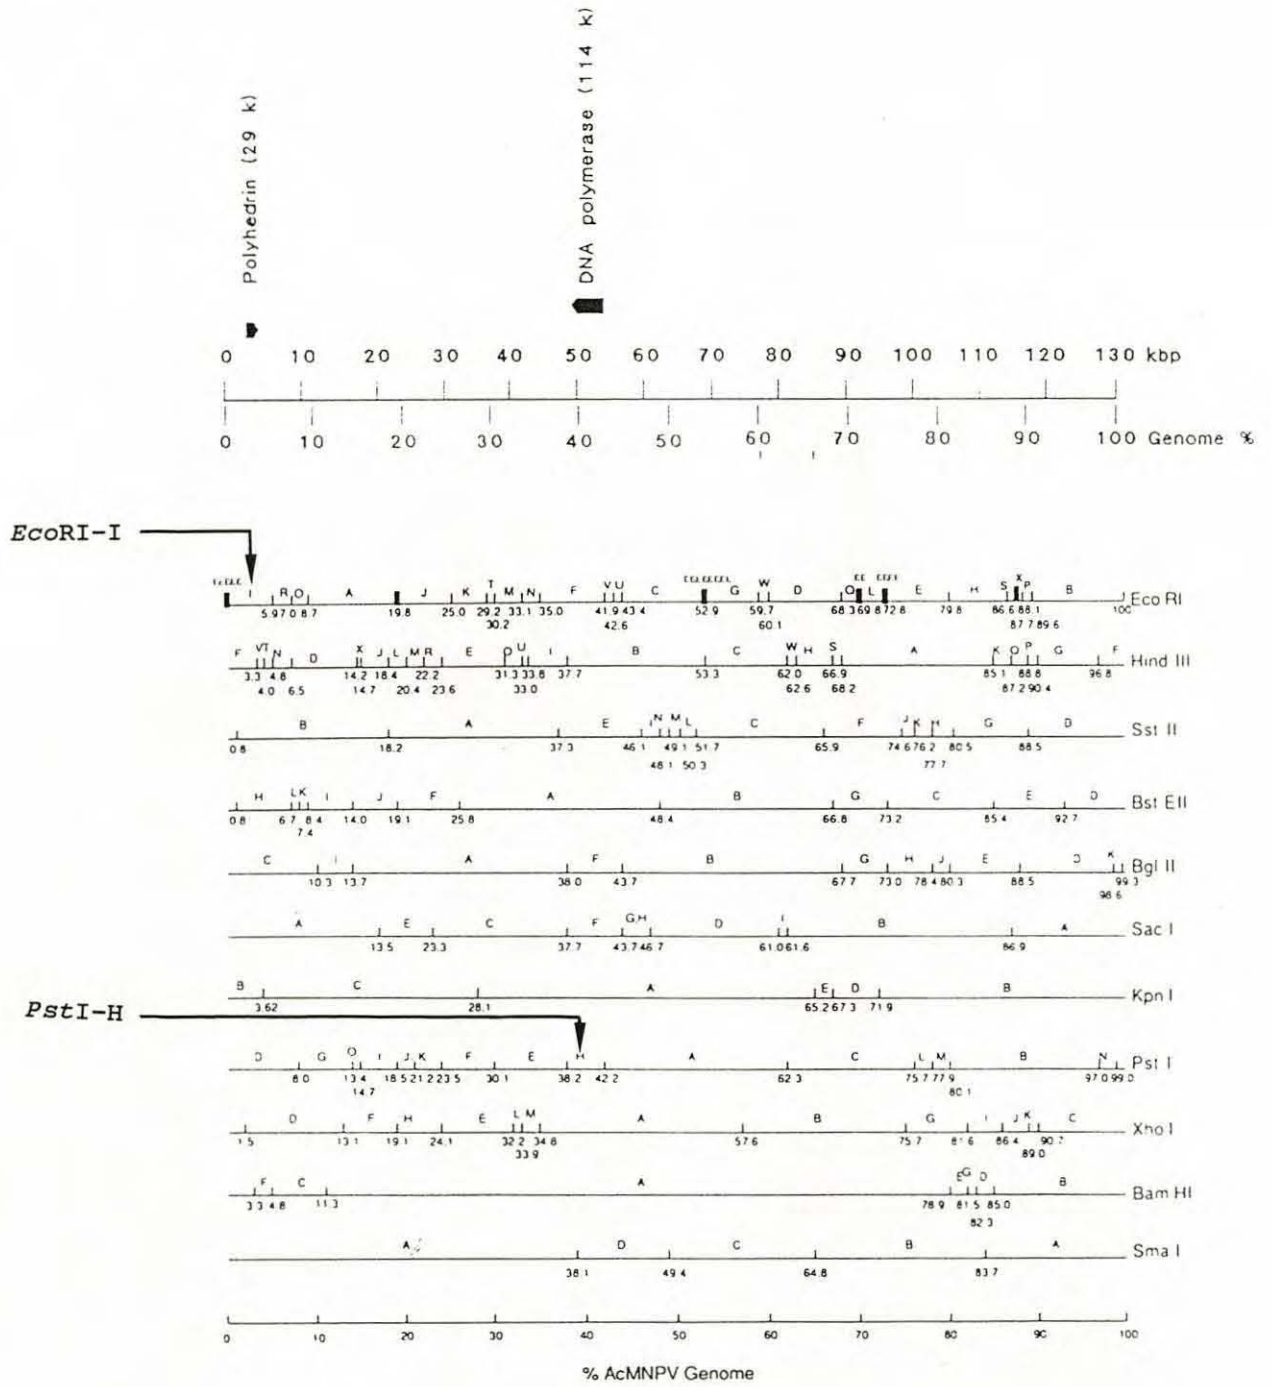 Polyhedrin (29 k)
DNA polymerase (114 k)
0 10 20 30 40 50 60 70 80 90 100 110 120 130 kbp
0 10 20 30 40 50 60 70 80 90 100 Genome %
EcoRI-I
I R O A J K T M N F V U C G W D Q L E H S X P B Eco RI
5.9 7.0 8.7 19.8 25.0 29.2 33.1 35.0 41.9 43.4 52.9 59.7 68.3 69.8 72.8 79.8 86.6 88.1 100
30.2 42.6 60.1 87.7 89.6
F V T N D X J L M R E O U I B C W H S A K Q P G F Hind III
3.3 4.8 14.2 18.4 22.2 31.3 33.8 37.7 53.3 62.0 66.9 85.1 88.8 96.8
4.0 6.5 14.7 20.4 23.6 33.0 62.6 68.2 87.2 90.4
B A E I N M L C F J K H G D Sst II
0.8 18.2 37.3 46.1 49.1 51.7 65.9 74.6 76.2 80.5 88.5
48.1 50.3 77.7
H L K I J F A B G C E D Bst EII
0.8 6.7 8.4 14.0 19.1 25.8 48.4 66.8 73.2 85.4 92.7
7.4
C I A F B G H J E D K Bgl II
10.3 13.7 38.0 43.7 67.7 73.0 78.4 80.3 88.5 99.3
98.6
A E C F G H D I B A Sac I
13.5 23.3 37.7 43.7 46.7 61.0 61.6 86.9
B C A E D B Kpn I
3.62 28.1 65.2 67.3 71.9
PstI-H
D G O I J K F E H A C L M B N Pst I
8.0 13.4 18.5 21.2 23.5 30.1 38.2 42.2 62.3 75.7 77.9 97.0 99.0
14.7 80.1
D F H E L M A B G I J K C Xho I
1.5 13.1 19.1 24.1 32.2 34.8 57.6 75.7 81.6 86.4 90.7
33.9 89.0
F C A E G D B Bam HI
3.3 4.8 11.3 78.9 81.5 85.0
82.3
A D C B A Sma I
38.1 49.4 64.8 83.7
0 10 20 30 40 50 60 70 80 90 100
% AcMNPV Genome